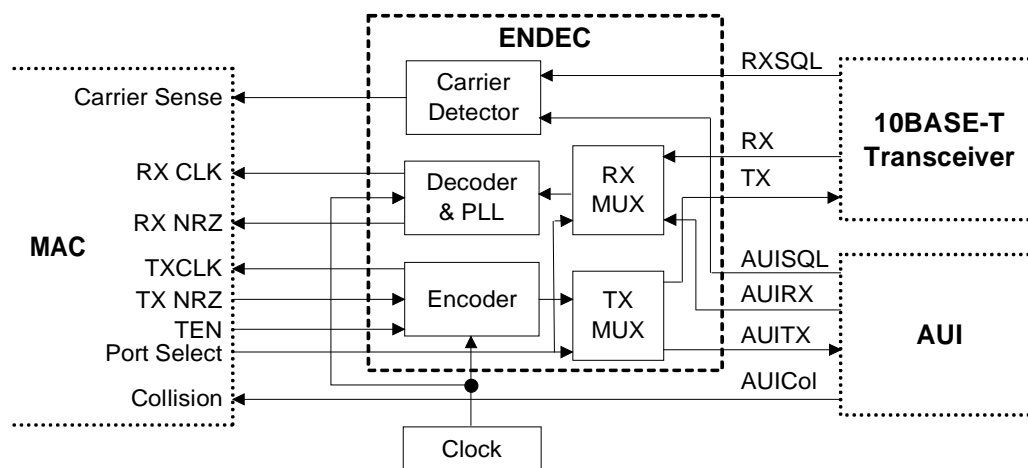 ENDEC
RXSQL
Carrier Sense
Carrier
Detector
10BASE-T
Transceiver
RX
TX
RX CLK
Decoder
& PLL
RX
MUX
RX NRZ
MAC
TXCLK
AUISQL
TX NRZ
Encoder
TX
MUX
AUIRX
TEN
AUI
AUITX
Port Select
AUICol
Collision
Clock